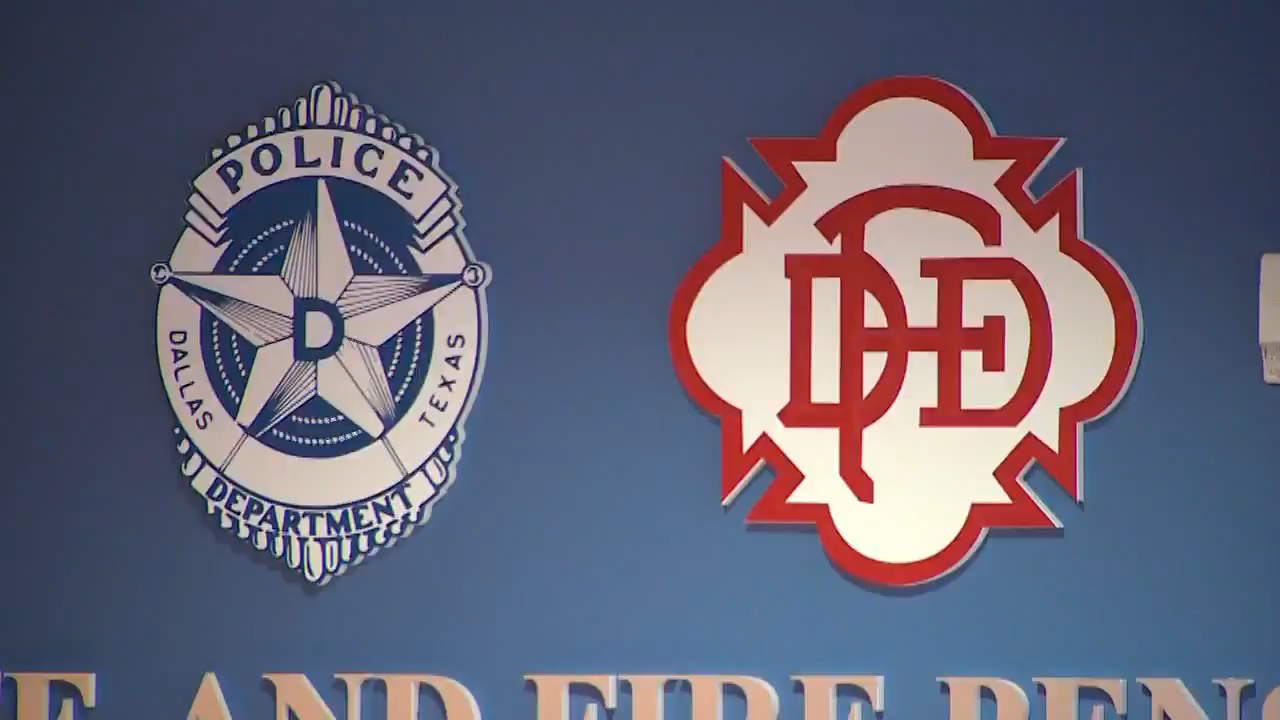 POLICE
D
DALLAS
TEXAS
DEPARTMENT
DFD
AND FIRE